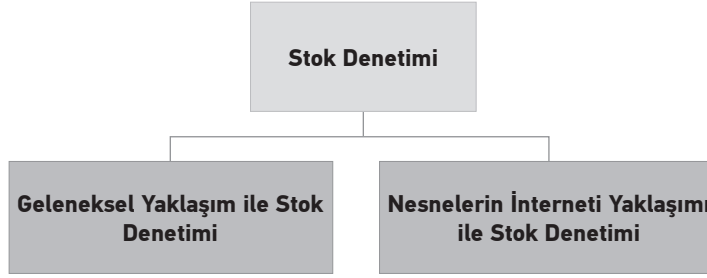 Stok Denetimi
Geleneksel Yaklaşım ile Stok
Denetimi
Nesnelerin İnterneti Yaklaşımı
ile Stok Denetimi